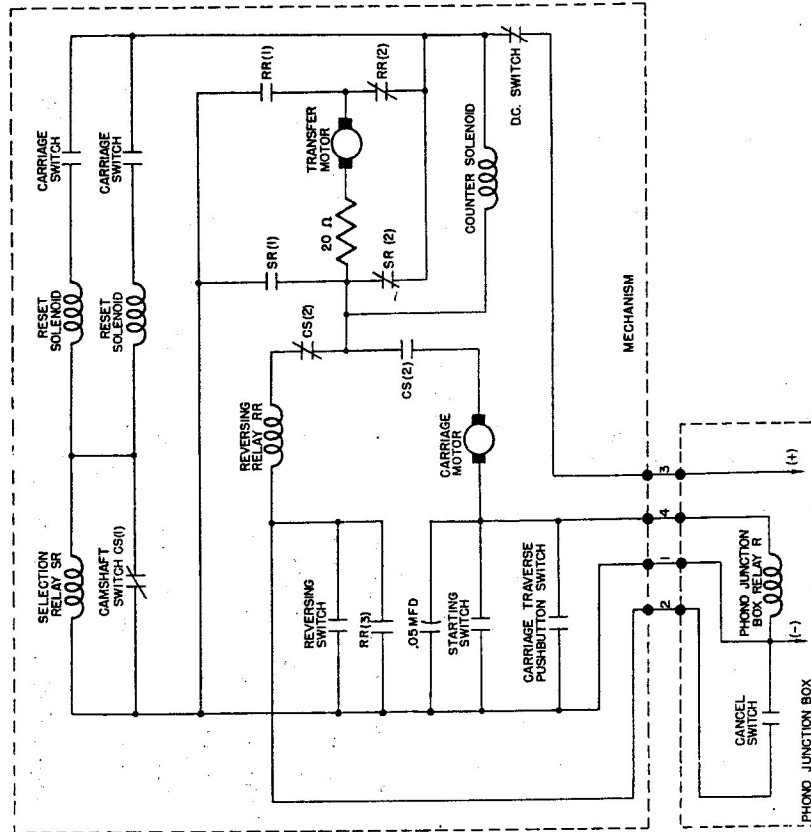 SELECTION
RELAY SR
CAMSHAFT
SWITCH CS(1)
RESET
SOLENOID
RESET
SOLENOID
CARRIAGE
SWITCH
CARRIAGE
SWITCH
RR(1)
RR(2)
TRANSFER
MOTOR
20 Ω
SR(1)
SR (2)
COUNTER SOLENOID
D.C. SWITCH
CS(2)
REVERSING
RELAY RR
CS(2)
CARRIAGE
MOTOR
REVERSING
SWITCH
RR(3)
.05 MFD
STARTING
SWITCH
CARRIAGE TRAVERSE
PUSHBUTTON SWITCH
MECHANISM
2
1
4
3
PHONO JUNCTION
BOX RELAY R
CANCEL
SWITCH
(-)
(+)
PHONO JUNCTION BOX